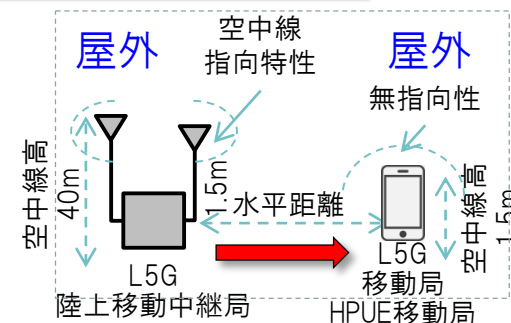 屋外
空中線
指向特性
屋外
無指向性
空中線高
40m
1.5m
水平距離
空中線高
1.5m
L5G
陸上移動中継局
L5G
移動局
HPUE移動局